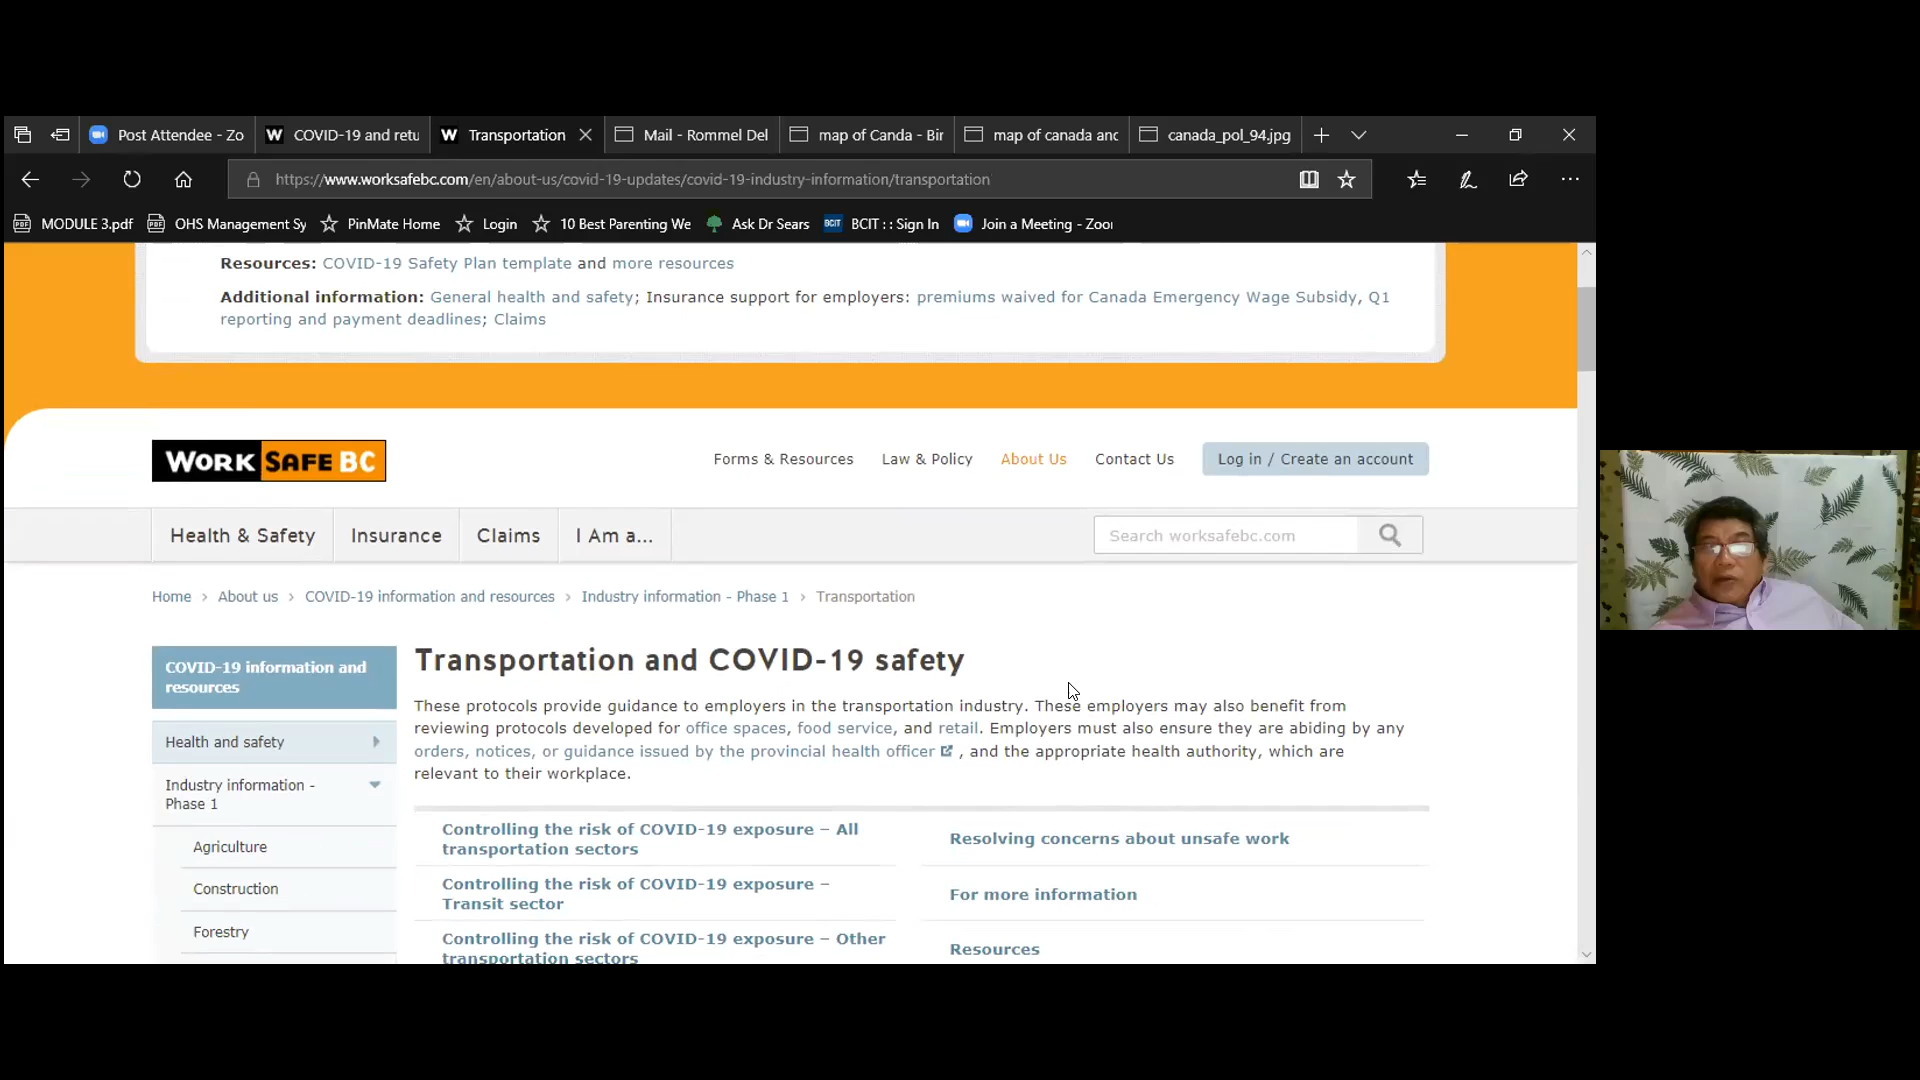 Post Attendee - Zo
COVID-19 and retu
Transportation
Mail - Rommel Del
map of Canda - Bir
map of canada and
canada_pol_94.jpg
https://www.worksafebc.com/en/about-us/covid-19-updates/covid-19-industry-information/transportation
MODULE 3.pdf
OHS Management Sy
PinMate Home
Login
10 Best Parenting We
Ask Dr Sears
BCIT
BCIT : : Sign In
Join a Meeting - Zoor
Resources: COVID-19 Safety Plan template and more resources
Additional information: General health and safety; Insurance support for employers: premiums waived for Canada Emergency Wage Subsidy, Q1
reporting and payment deadlines; Claims
WORK SAFE BC
Forms & Resources
Law & Policy
About Us
Contact Us
Log in / Create an account
Health & Safety
Insurance
Claims
I Am a...
Search worksafebc.com
Home > About us > COVID-19 information and resources > Industry information - Phase 1 > Transportation
COVID-19 information and
resources
Health and safety
Industry information -
Phase 1
Agriculture
Construction
Forestry
Transportation and COVID-19 safety
These protocols provide guidance to employers in the transportation industry. These employers may also benefit from
reviewing protocols developed for office spaces, food service, and retail. Employers must also ensure they are abiding by any
orders, notices, or guidance issued by the provincial health officer , and the appropriate health authority, which are
relevant to their workplace.
Controlling the risk of COVID-19 exposure – All
transportation sectors
Controlling the risk of COVID-19 exposure –
Transit sector
Controlling the risk of COVID-19 exposure – Other
transportation sectors
Resolving concerns about unsafe work
For more information
Resources